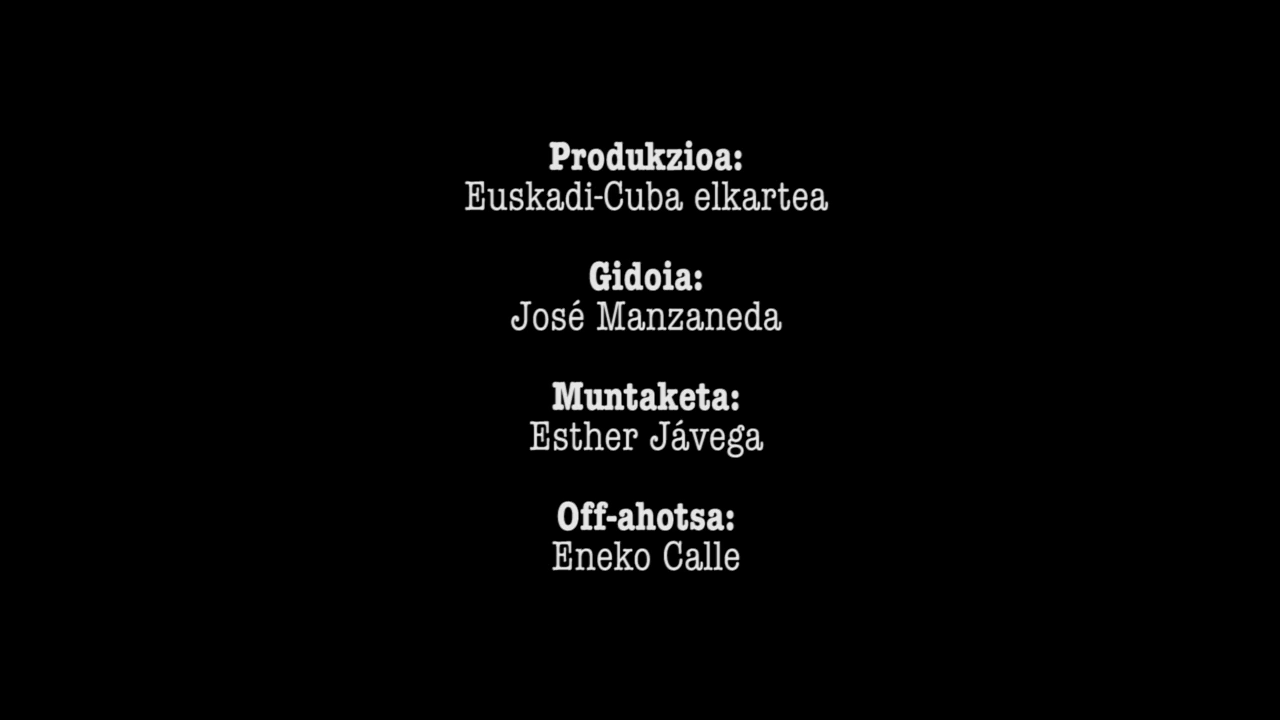 Produkzioa:
Euskadi-Cuba elkartea
Gidoia:
José Manzaneda
Muntaketa:
Esther Jávega
Off-ahotsa:
Eneko Calle